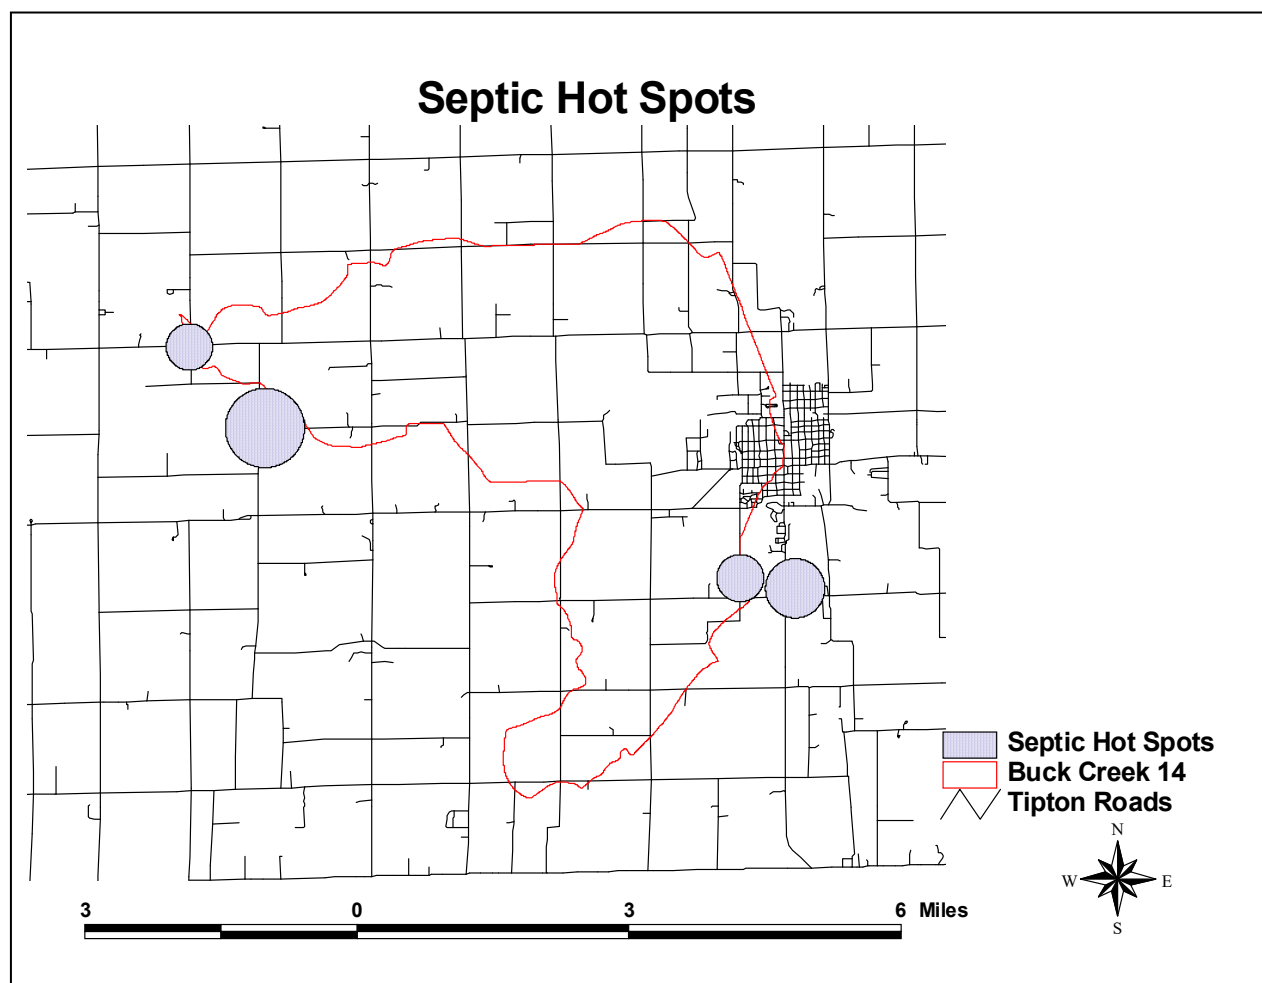 Septic Hot Spots
Septic Hot Spots
Buck Creek 14
Tipton Roads
N
W E
S
3 0 3 6 Miles